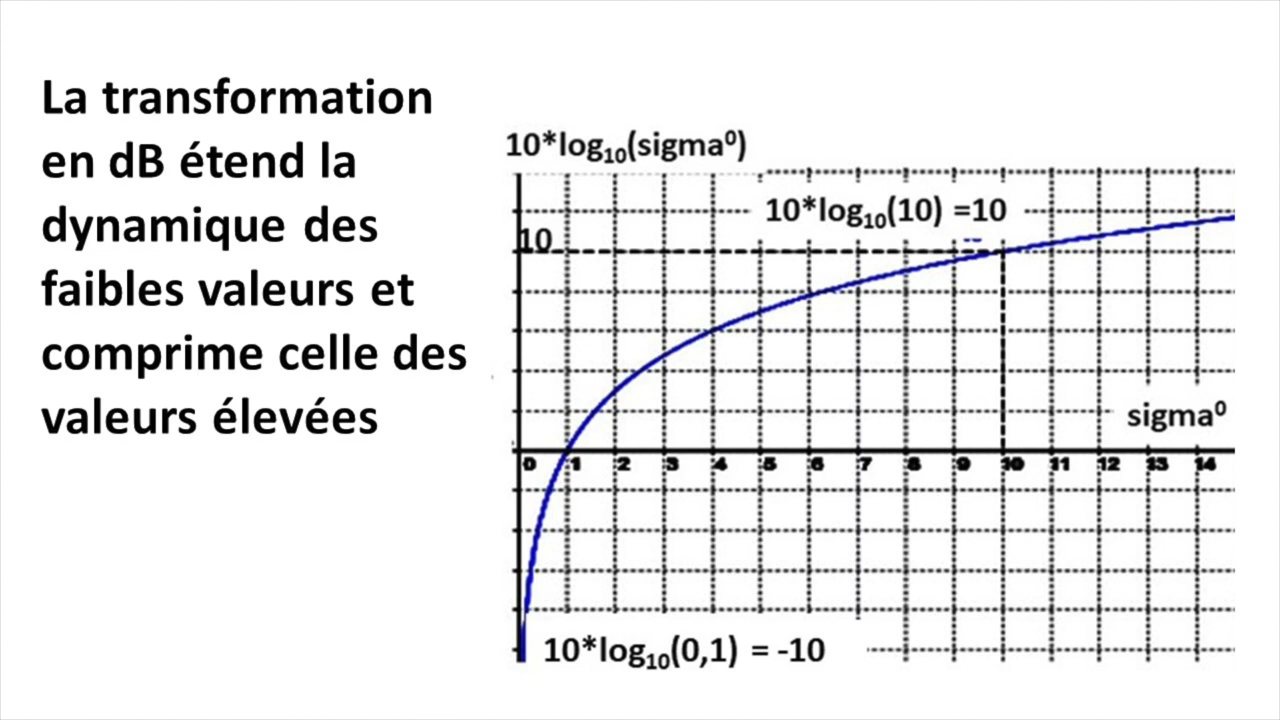 La transformation
en dB étend la
dynamique des
faibles valeurs et
comprime celle des
valeurs élevées
10*log₁₀(sigma⁰)
10*log₁₀(10) =10
10
sigma⁰
0 1 2 3 4 5 6 7 8 9 10 11 12 13 14
10*log₁₀(0,1) = -10